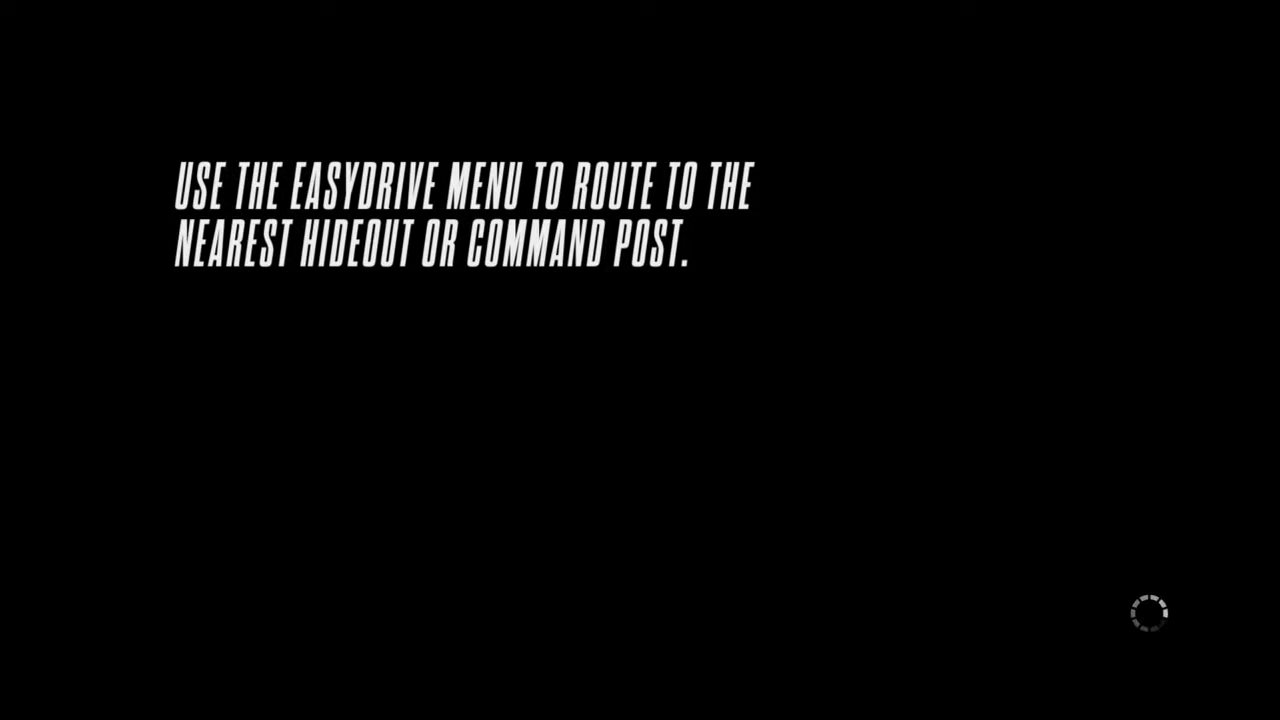 USE THE EASYDRIVE MENU TO ROUTE TO THE
NEAREST HIDEOUT OR COMMAND POST.